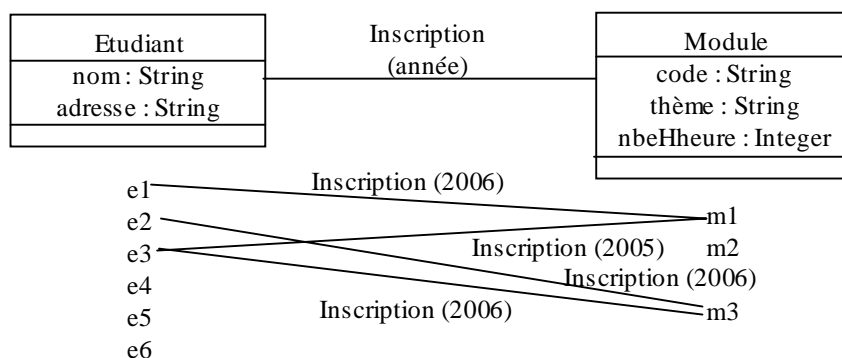 Etudiant
nom : String
adresse : String
Inscription
(année)
Module
code : String
thème : String
nbeHheure : Integer
e1
e2
e3
e4
e5
e6
Inscription (2006)
Inscription (2005)
Inscription (2006)
Inscription (2006)
m1
m2
m3